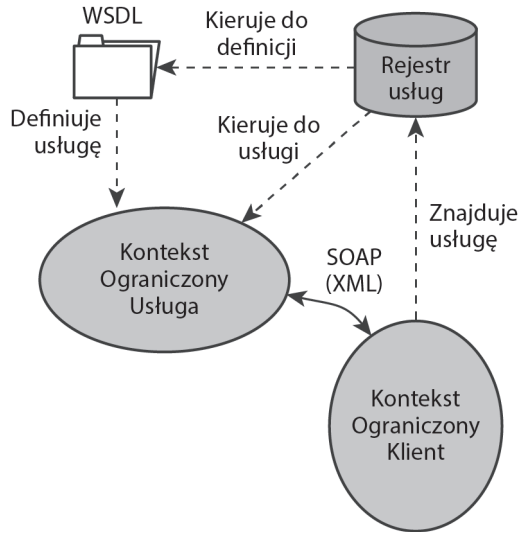 WSDL
Kieruje do
definicji
Rejestr
usług
Definiuje
usługę
Kieruje do
usługi
Znajduje
usługę
Kontekst
Ograniczony
Usługa
SOAP
(XML)
Kontekst
Ograniczony
Klient